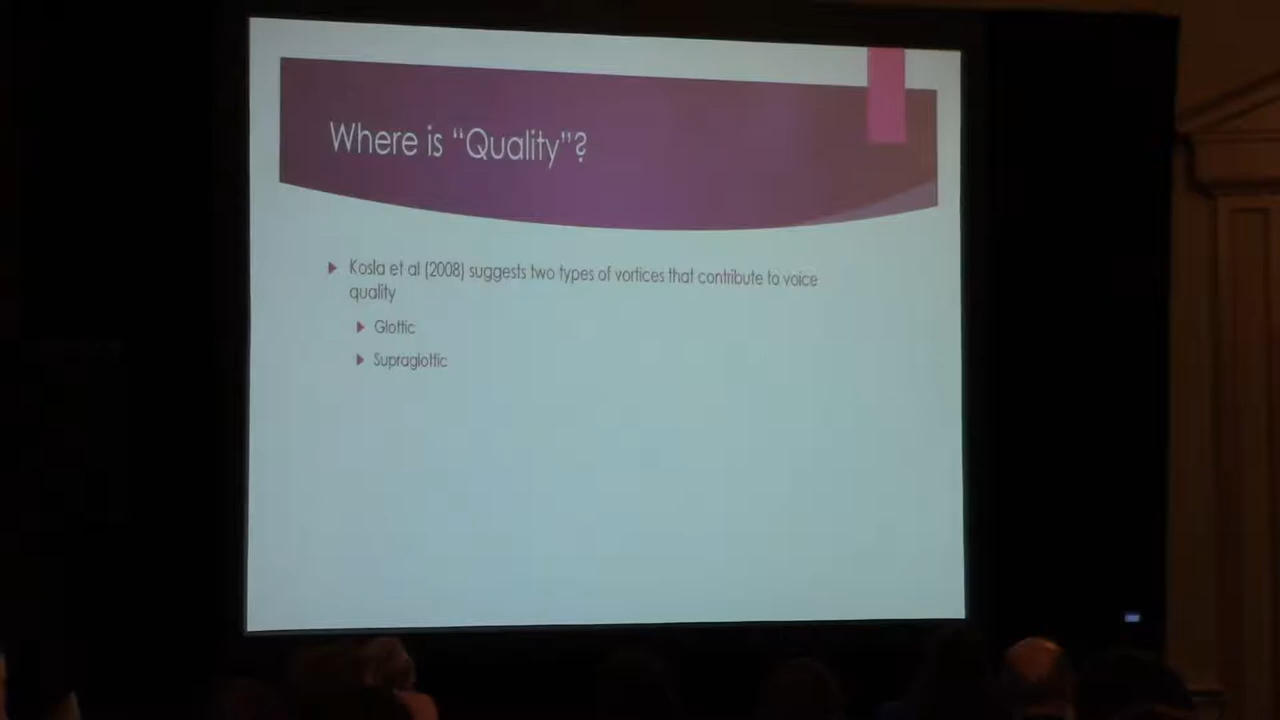 Where is “Quality”?
Kosla et al (2008) suggests two types of vortices that contribute to voice
quality
Glottic
Supraglottic